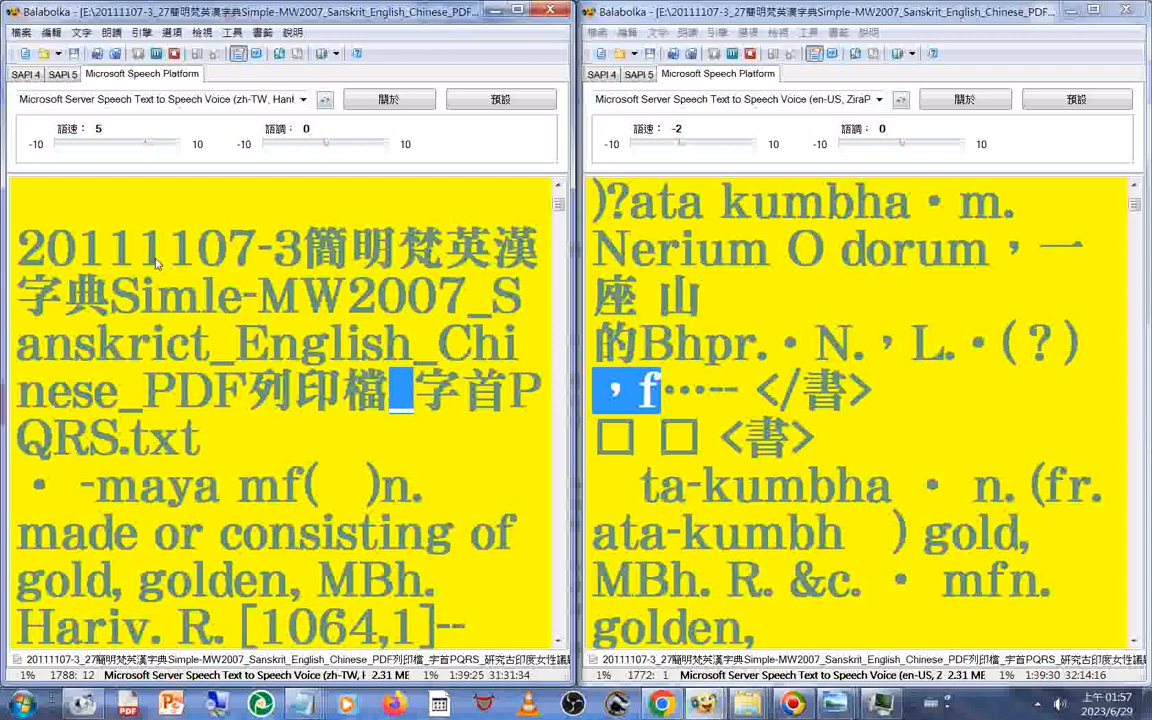 Balabolka - [E:\20111107-3_27簡明梵英漢字典Simple-MW2007_Sanskrit_English_Chinese_PDF...
檔案 編輯 文字 朗讀 引擎 選項 檢視 工具 書籤 說明
SAPI 4 SAPI 5 Microsoft Speech Platform
Microsoft Server Speech Text to Speech Voice (zh-TW, Hanl
關於 預設
語速： 5 語調： 0
-10 10 -10 10
20111107-3簡明梵英漢
字典Simle-MW2007_S
anskrict_English_Chi
nese_PDF列印檔_字首P
QRS.txt
• -maya mf( )n.
made or consisting of
gold, golden, MBh.
Hariv. R. [1064,1]--
20111107-3_27簡明梵英漢字典Simple-MW2007_Sanskrit_English_Chinese_PDF列印檔_字首PQRS_研究古印度女性議
1% 1788: 12 Microsoft Server Speech Text to Speech Voice (zh-TW, H 2.31 ME 1% 1:39:25 31:31:34
Balabolka - [E:\20111107-3_27簡明梵英漢字典Simple-MW2007_Sanskrit_English_Chinese_PDF...
檔案 編輯 文字 朗讀 引擎 選項 檢視 工具 書籤 說明
SAPI 4 SAPI 5 Microsoft Speech Platform
Microsoft Server Speech Text to Speech Voice (en-US, ZiraP
關於 預設
語速： -2 語調： 0
-10 10 -10 10
)?ata kumbha • m.
Nerium O dorum，一
座 山
的Bhpr. • N.，L. • (？)
，f…-- </書>
□ □ <書>
ta-kumbha • n. (fr.
ata-kumbh ) gold,
MBh. R. &c. • mfn.
golden,
20111107-3_27簡明梵英漢字典Simple-MW2007_Sanskrit_English_Chinese_PDF列印檔_字首PQRS_研究古印度女性議
1% 1772: 1 Microsoft Server Speech Text to Speech Voice (en-US, Z 2.31 ME 1% 1:39:30 32:14:16
PDF
上午 01:57
2023/6/29